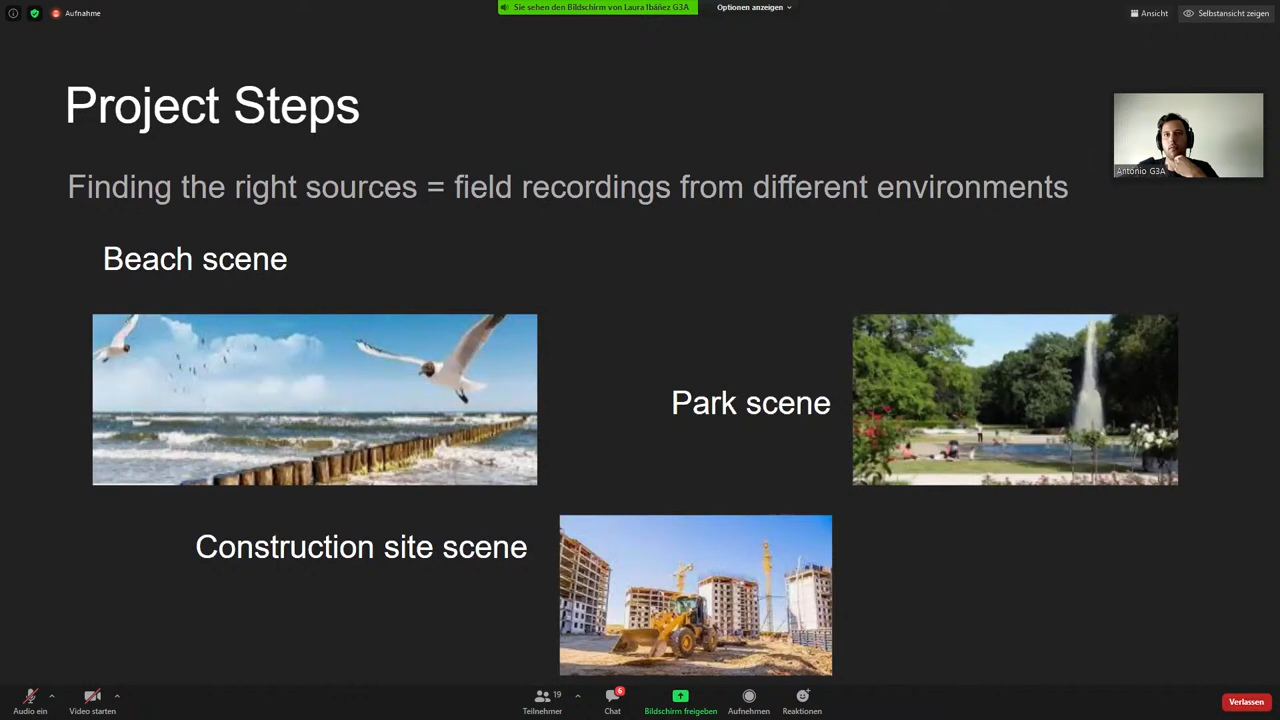 Aufnahme
Sie sehen den Bildschirm von Laura Ibáñez G3A
Optionen anzeigen
Ansicht
Selbstansicht zeigen
Project Steps
Antonio G3A
Finding the right sources = field recordings from different environments
Beach scene
Park scene
Construction site scene
Audio ein
Video starten
Teilnehmer
19
Chat
6
Bildschirm freigeben
Aufnehmen
Reaktionen
Verlassen